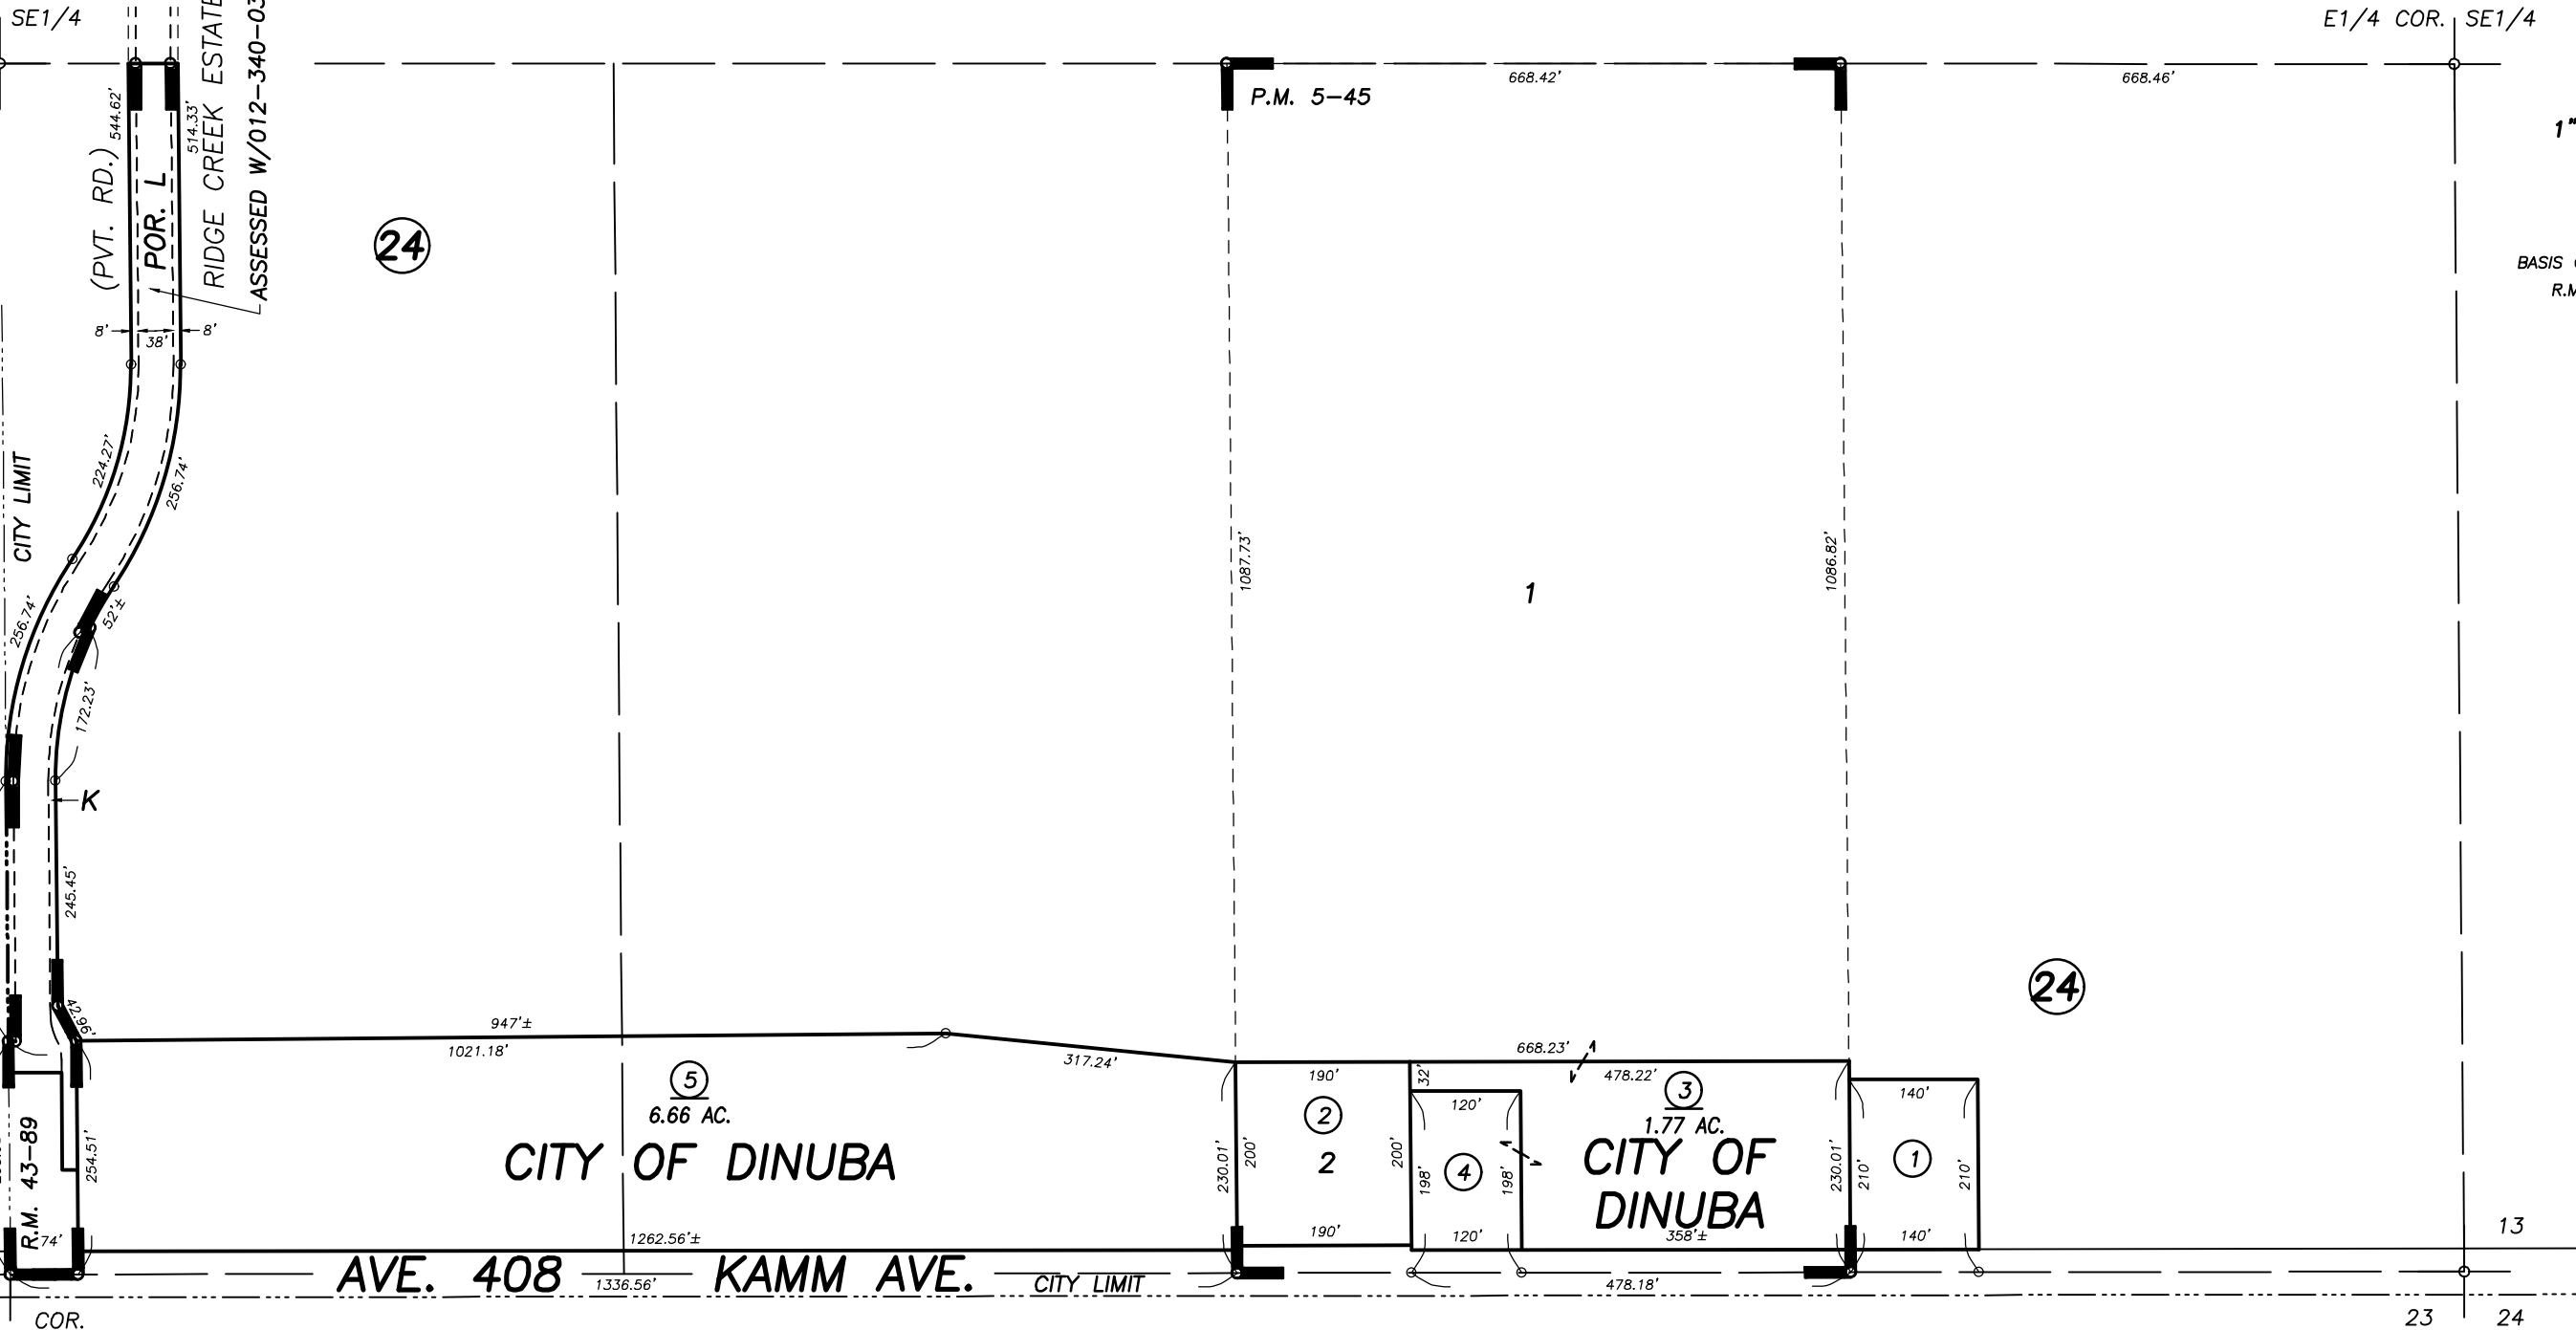 SE1/4
E1/4 COR.
SE1/4
(PVT. RD.)
544.62'
POR. L
514.33'
RIDGE CREEK
ASSESSED
8'
38'
8'
24
P.M. 5-45
668.42'
668.46'
1"
BASIS
CITY LIMIT
224.27'
256.74'
256.74'
52'±
172.23'
K
245.45'
42.96'
1087.73'
1
1086.82'
24
947'±
1021.18'
317.24'
5
6.66 AC.
CITY OF DINUBA
R.M. 43-89
254.51'
74'
1262.56'±
190'
2
2
230.01'
200'
200'
190'
32'
668.23'
478.22'
120'
4
198'
198'
120'
3
1.77 AC.
CITY OF
DINUBA
358'±
230.01'
210'
140'
1
210'
140'
AVE. 408
1336.56'
KAMM AVE.
CITY LIMIT
478.18'
13
COR.
23
24